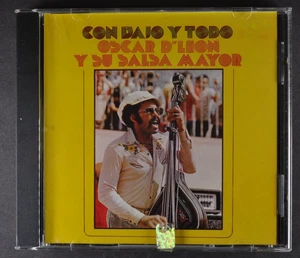 CON BAJO Y TODO
OSCAR D'LEON
Y SU SALSA MAYOR